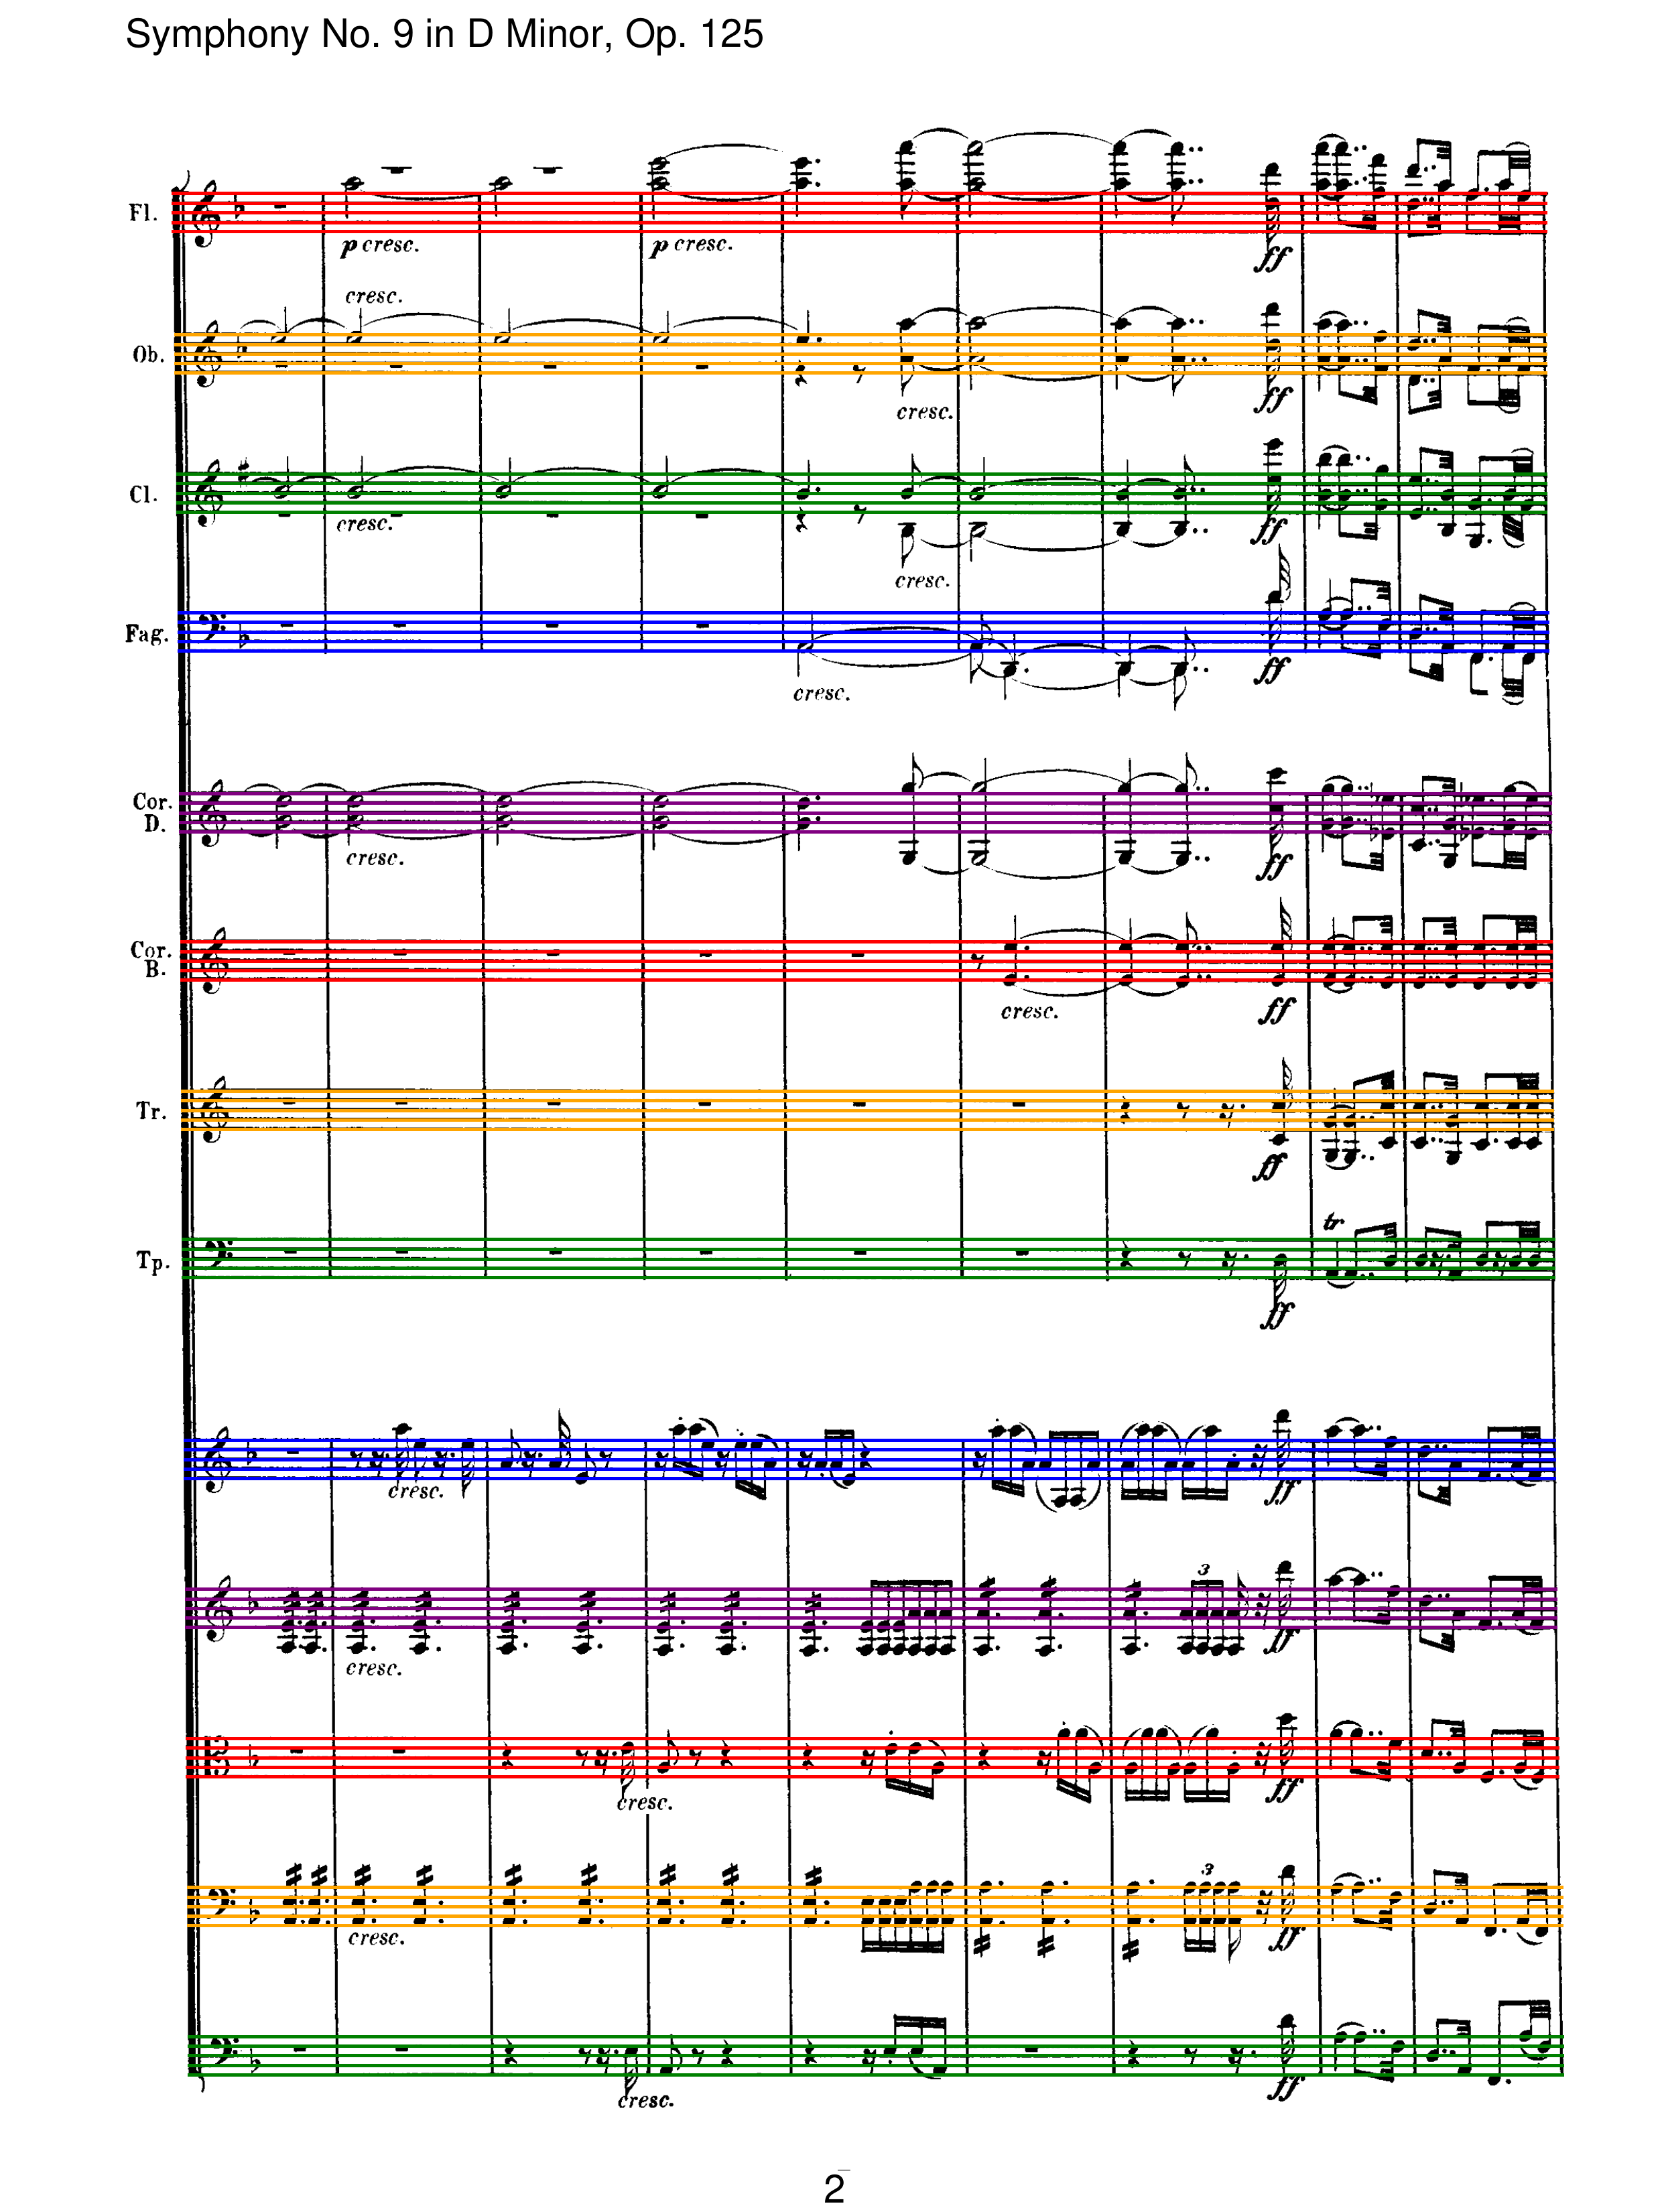 Symphony No. 9 in D Minor, Op. 125
Fl.
p cresc.
p cresc.
ff
cresc.
Ob.
cresc.
ff
Cl.
cresc.
cresc.
ff
Fag.
cresc.
ff
Cor.
D.
cresc.
ff
Cor.
B.
cresc.
ff
Tr.
ff
Tp.
tr
ff
cresc.
ff
3
cresc.
ff
cresc.
ff
3
cresc.
ff
cresc.
ff
2